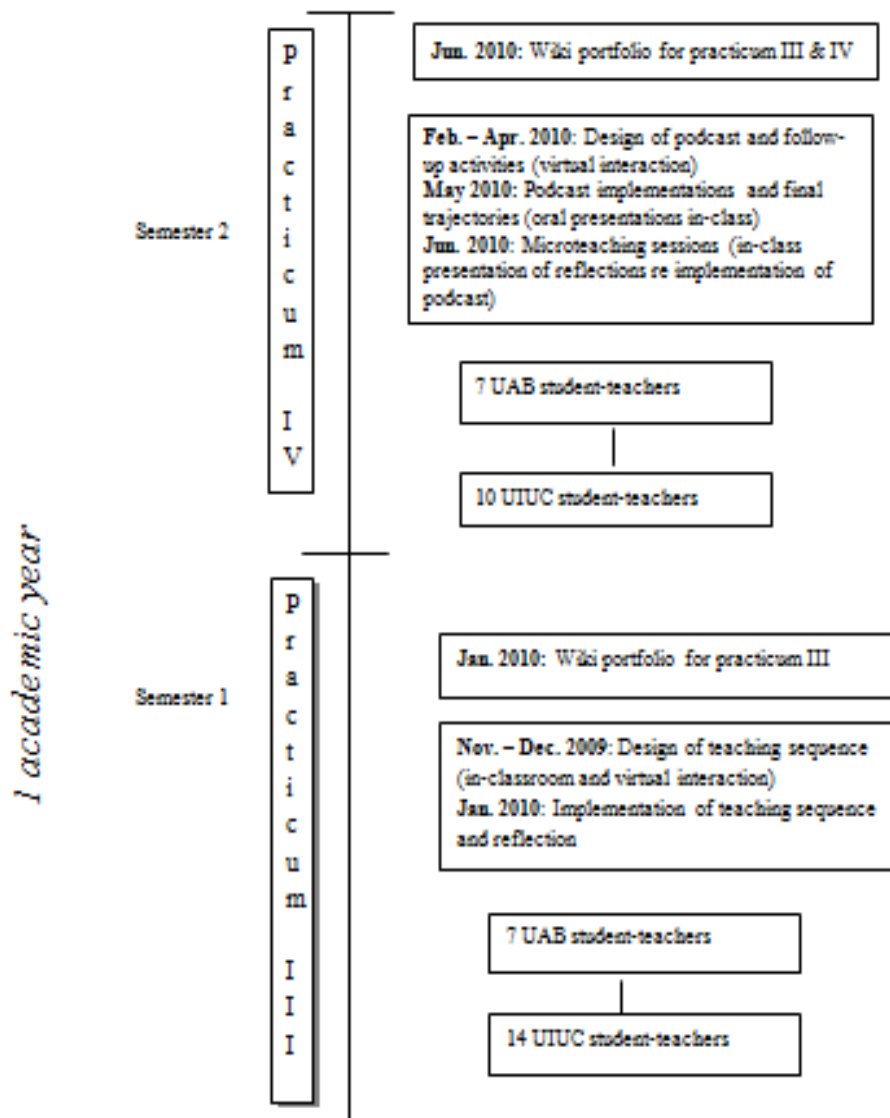 Jun. 2010: Wiki portfolio for practicum III & IV
Feb. – Apr. 2010: Design of podcast and follow-
up activities (virtual interaction)
May 2010: Podcast implementations and final
trajectories (oral presentations in-class)
Jun. 2010: Microteaching sessions (in-class
presentation of reflections re implementation of
podcast)
Semester 2
Practicum IV
7 UAB student-teachers
10 UIUC student-teachers
1 academic year
Jan. 2010: Wiki portfolio for practicum III
Semester 1
Practicum III
Nov. – Dec. 2009: Design of teaching sequence
(in-classroom and virtual interaction)
Jan. 2010: Implementation of teaching sequence
and reflection
7 UAB student-teachers
14 UIUC student-teachers